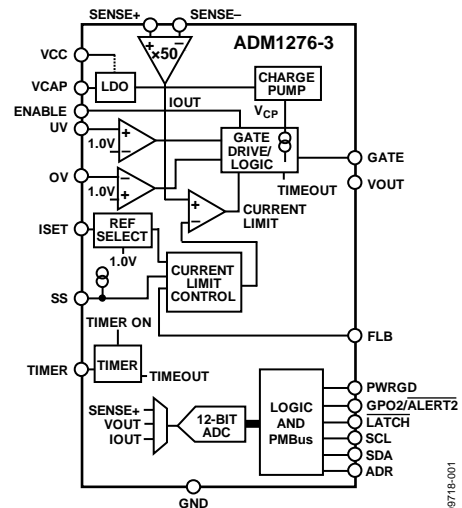 SENSE+ SENSE–
ADM1276-3
+ –
×50
VCC
VCAP
LDO
CHARGE
PUMP
ENABLE
IOUT
VCP
UV
+
1.0V
–
GATE
DRIVE/
LOGIC
GATE
OV
–
1.0V
+
TIMEOUT
VOUT
+
–
CURRENT
LIMIT
ISET
REF
SELECT
1.0V
CURRENT
LIMIT
CONTROL
SS
FLB
TIMER ON
TIMER
TIMER
TIMEOUT
SENSE+
VOUT
IOUT
12-BIT
ADC
LOGIC
AND
PMBus
PWRGD
GPO2/ALERT2
LATCH
SCL
SDA
ADR
GND
09718-001